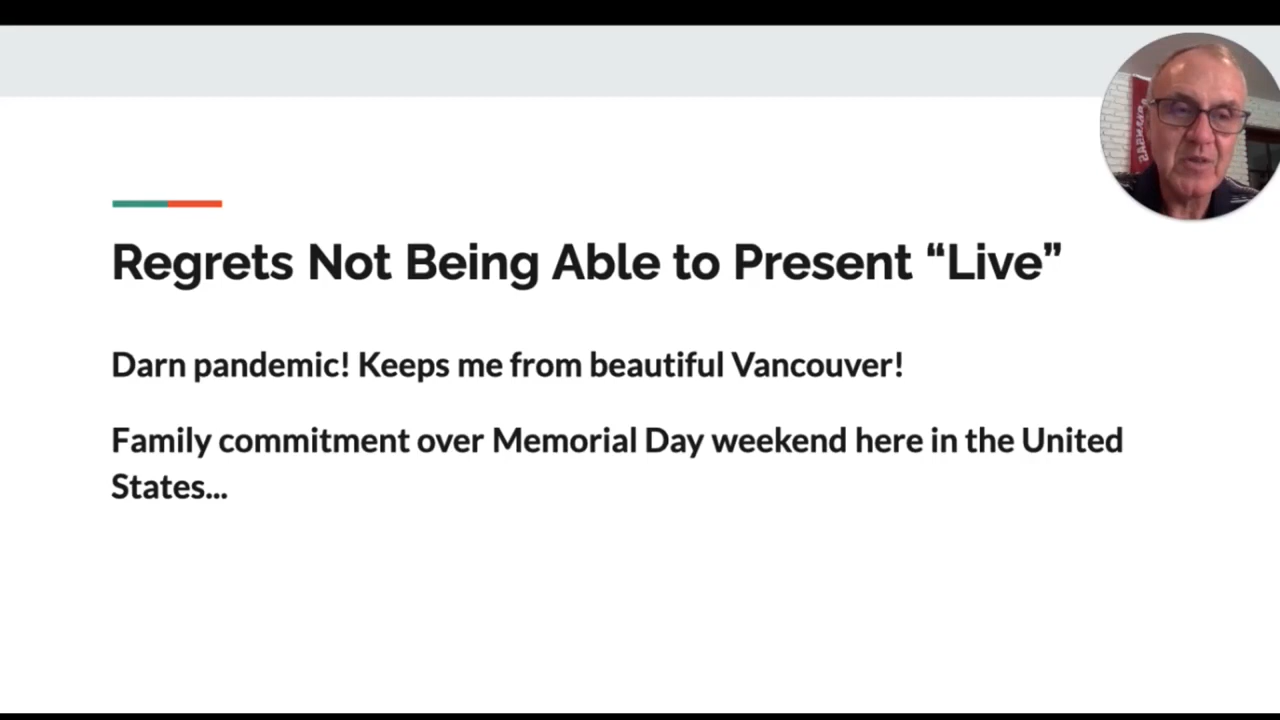 Regrets Not Being Able to Present “Live”
Darn pandemic! Keeps me from beautiful Vancouver!
Family commitment over Memorial Day weekend here in the United
States...
ARKANSAS